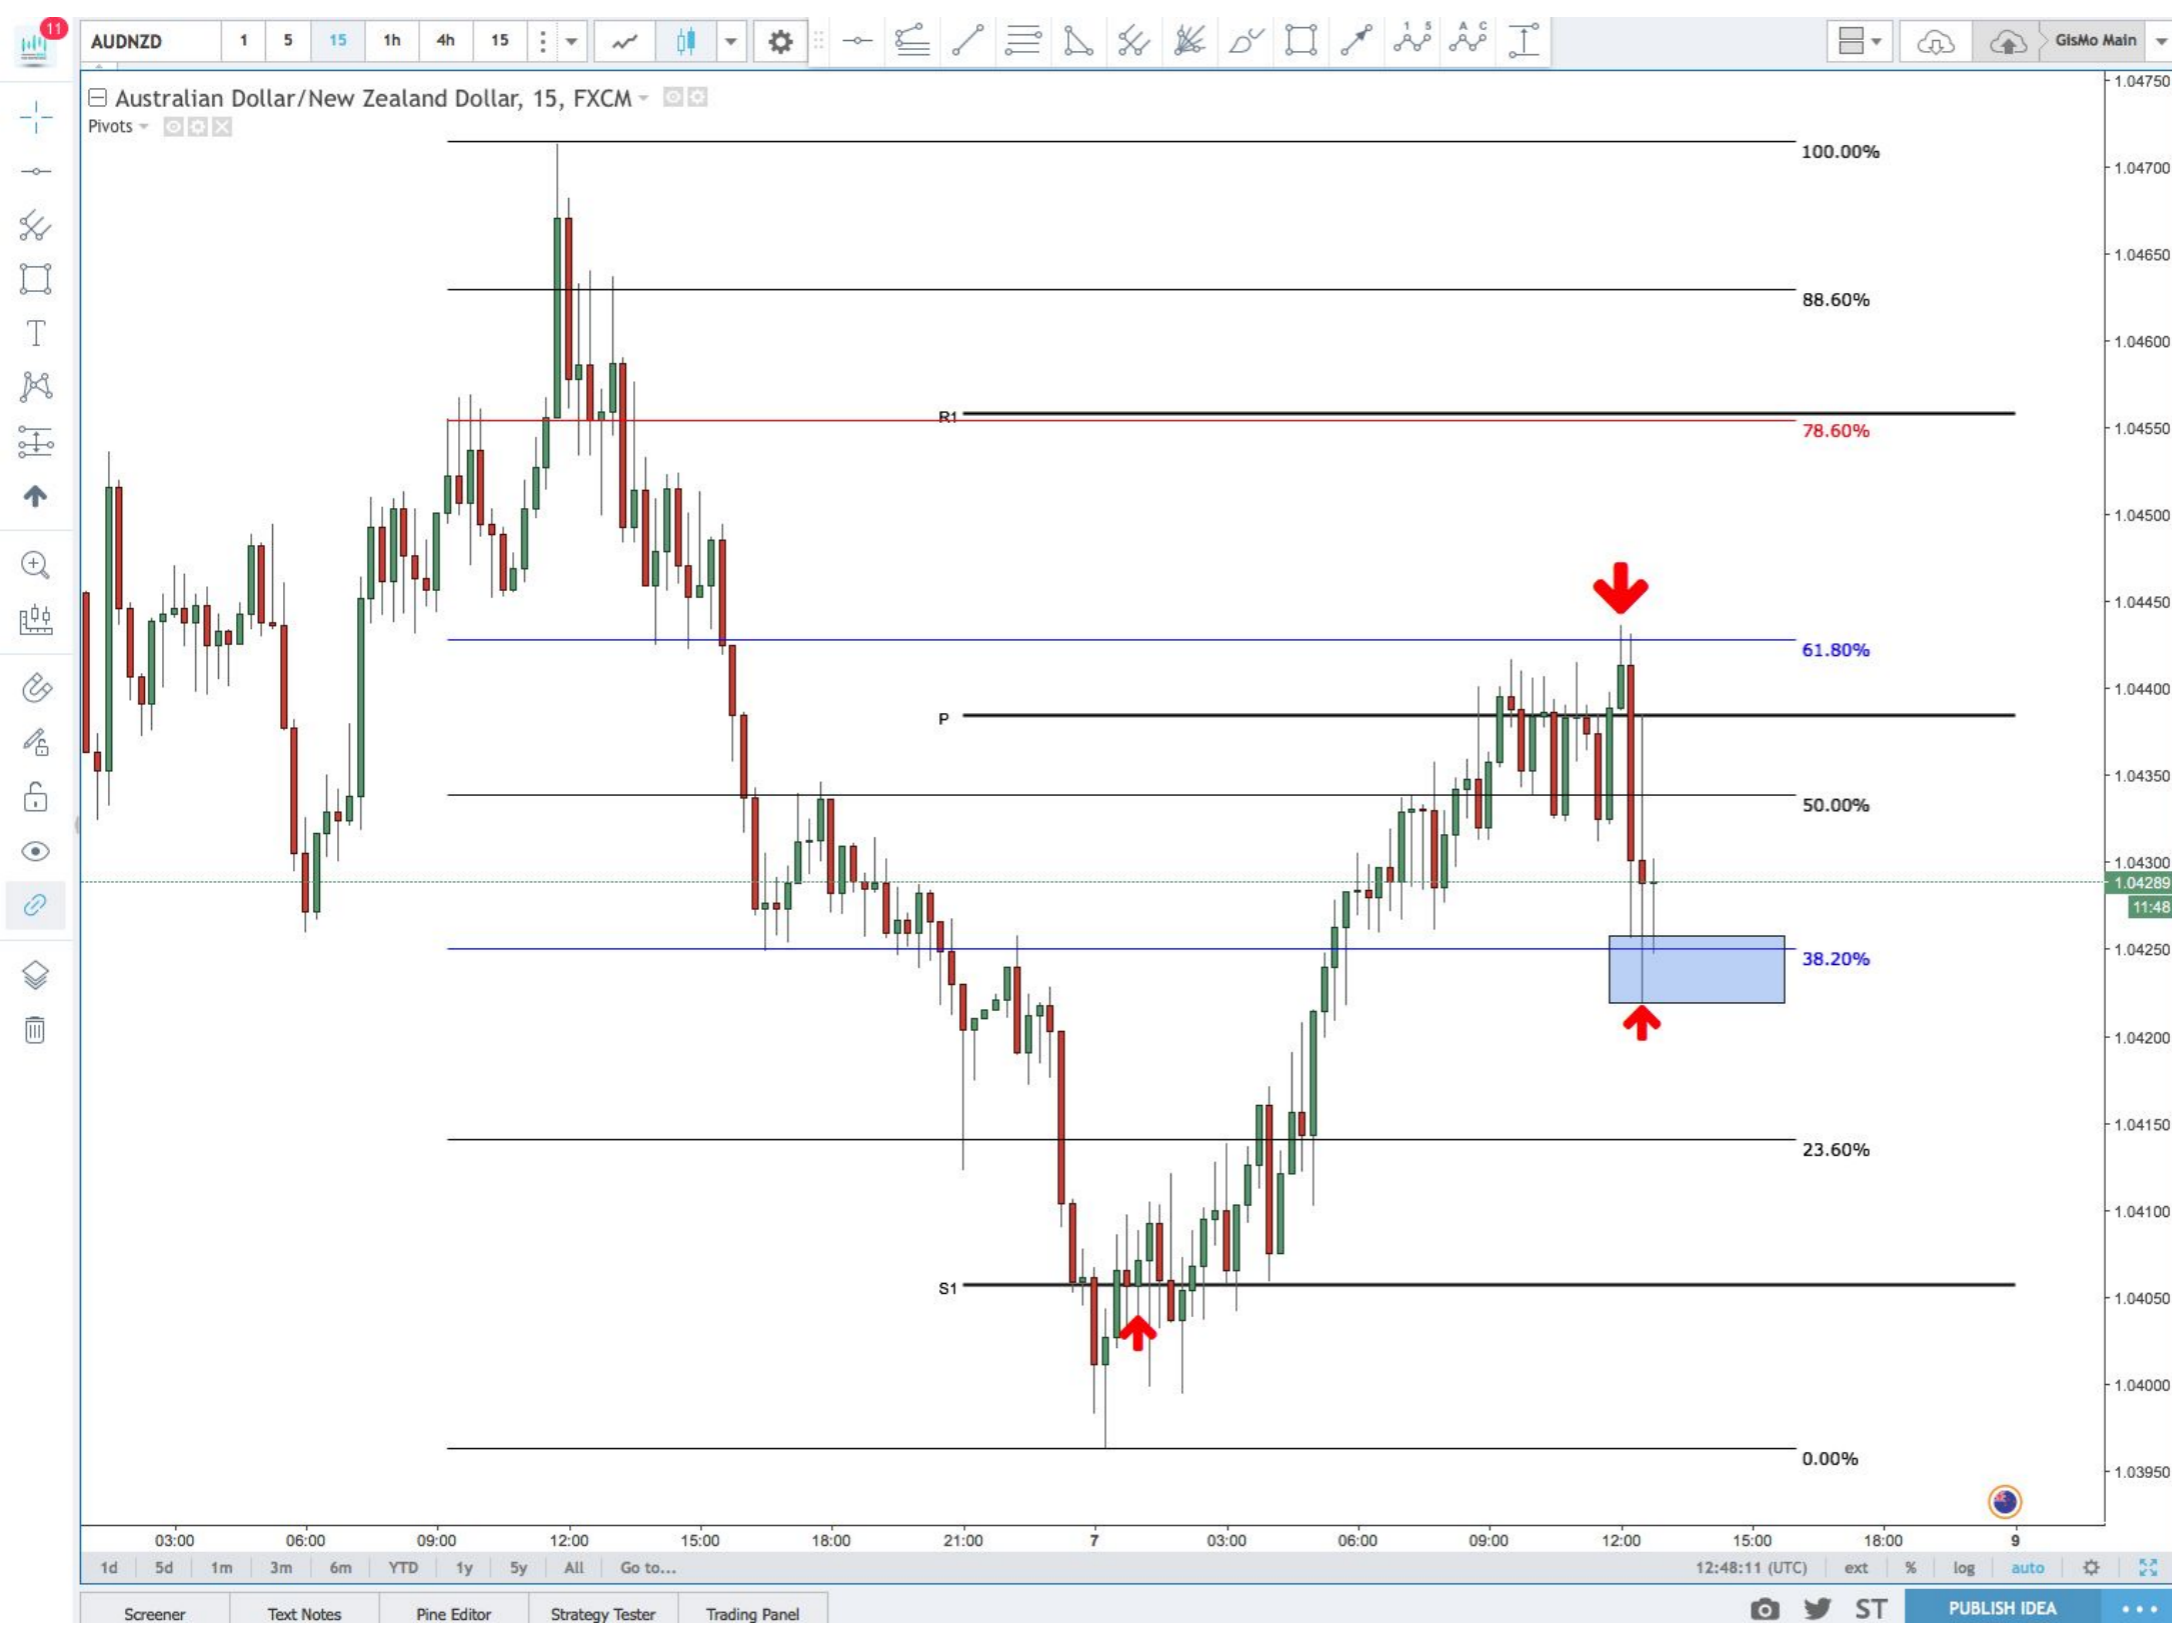 11
AUDNZD 1 5 15 1h 4h 15 1 5 A C GisMo Main
Australian Dollar/New Zealand Dollar, 15, FXCM
Pivots
T
100.00%
88.60%
R1
78.60%
61.80%
P
50.00%
38.20%
23.60%
S1
0.00%
1.04750
1.04700
1.04650
1.04600
1.04550
1.04500
1.04450
1.04400
1.04350
1.04300
1.04289
11:48
1.04250
1.04200
1.04150
1.04100
1.04050
1.04000
1.03950
03:00 06:00 09:00 12:00 15:00 18:00 21:00 7 03:00 06:00 09:00 12:00 15:00 18:00 9
1d 5d 1m 3m 6m YTD 1y 5y All Go to... 12:48:11 (UTC) ext % log auto
Screener Text Notes Pine Editor Strategy Tester Trading Panel ST PUBLISH IDEA